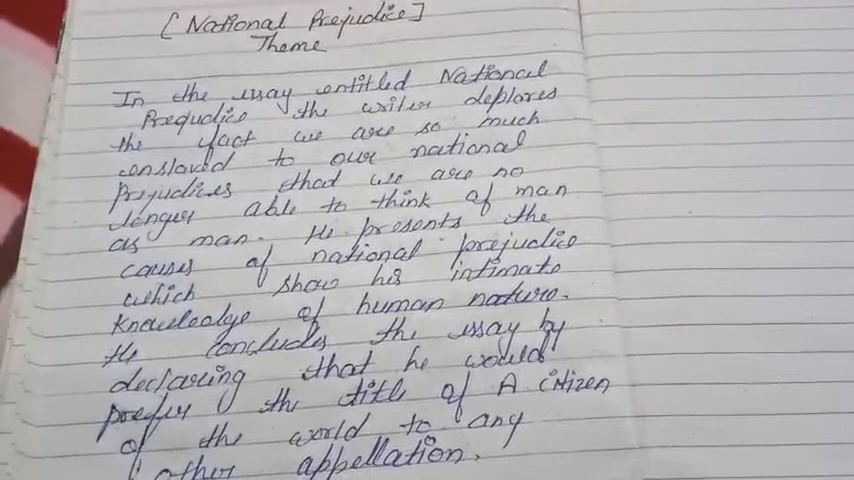 [National Prejudice]
Theme
In the essay entitled National
Prequdice the writer deplores
the fact we are so much
enslaved to our national
Prejudices that we are no
longer able to think of man
as man. He presents the
causes of national prejudice
which show his intimate
knowledge of human nature.
He concludes the essay by
declaring that he would
prefer the title of A citizen
of the world to any
other appellation.